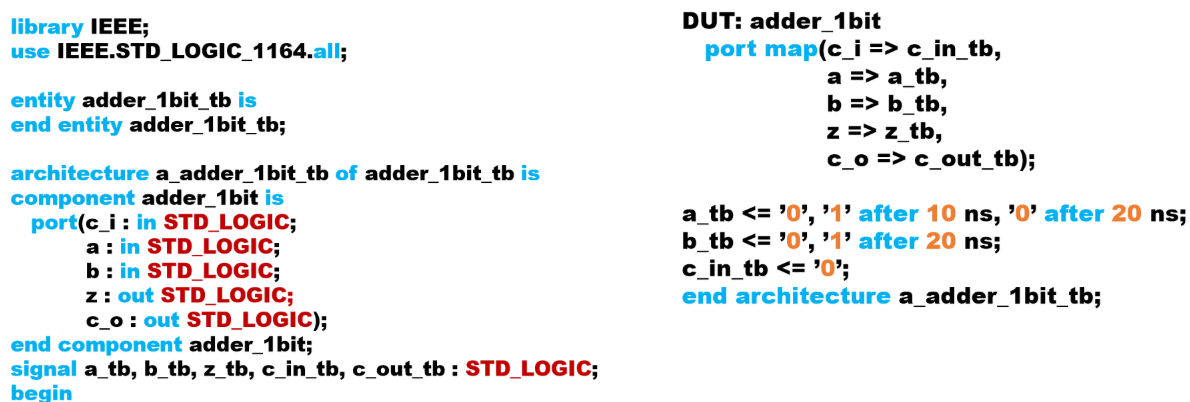 library IEEE;
use IEEE.STD_LOGIC_1164.all;
entity adder_1bit_tb is
end entity adder_1bit_tb;
architecture a_adder_1bit_tb of adder_1bit_tb is
component adder_1bit is
port(c_i : in STD_LOGIC;
a : in STD_LOGIC;
b : in STD_LOGIC;
z : out STD_LOGIC;
c_o : out STD_LOGIC);
end component adder_1bit;
signal a_tb, b_tb, z_tb, c_in_tb, c_out_tb : STD_LOGIC;
begin
DUT: adder_1bit
port map(c_i => c_in_tb,
a => a_tb,
b => b_tb,
z => z_tb,
c_o => c_out_tb);
a_tb <= ’0’, ’1’ after 10 ns, ’0’ after 20 ns;
b_tb <= ’0’, ’1’ after 20 ns;
c_in_tb <= ’0’;
end architecture a_adder_1bit_tb;